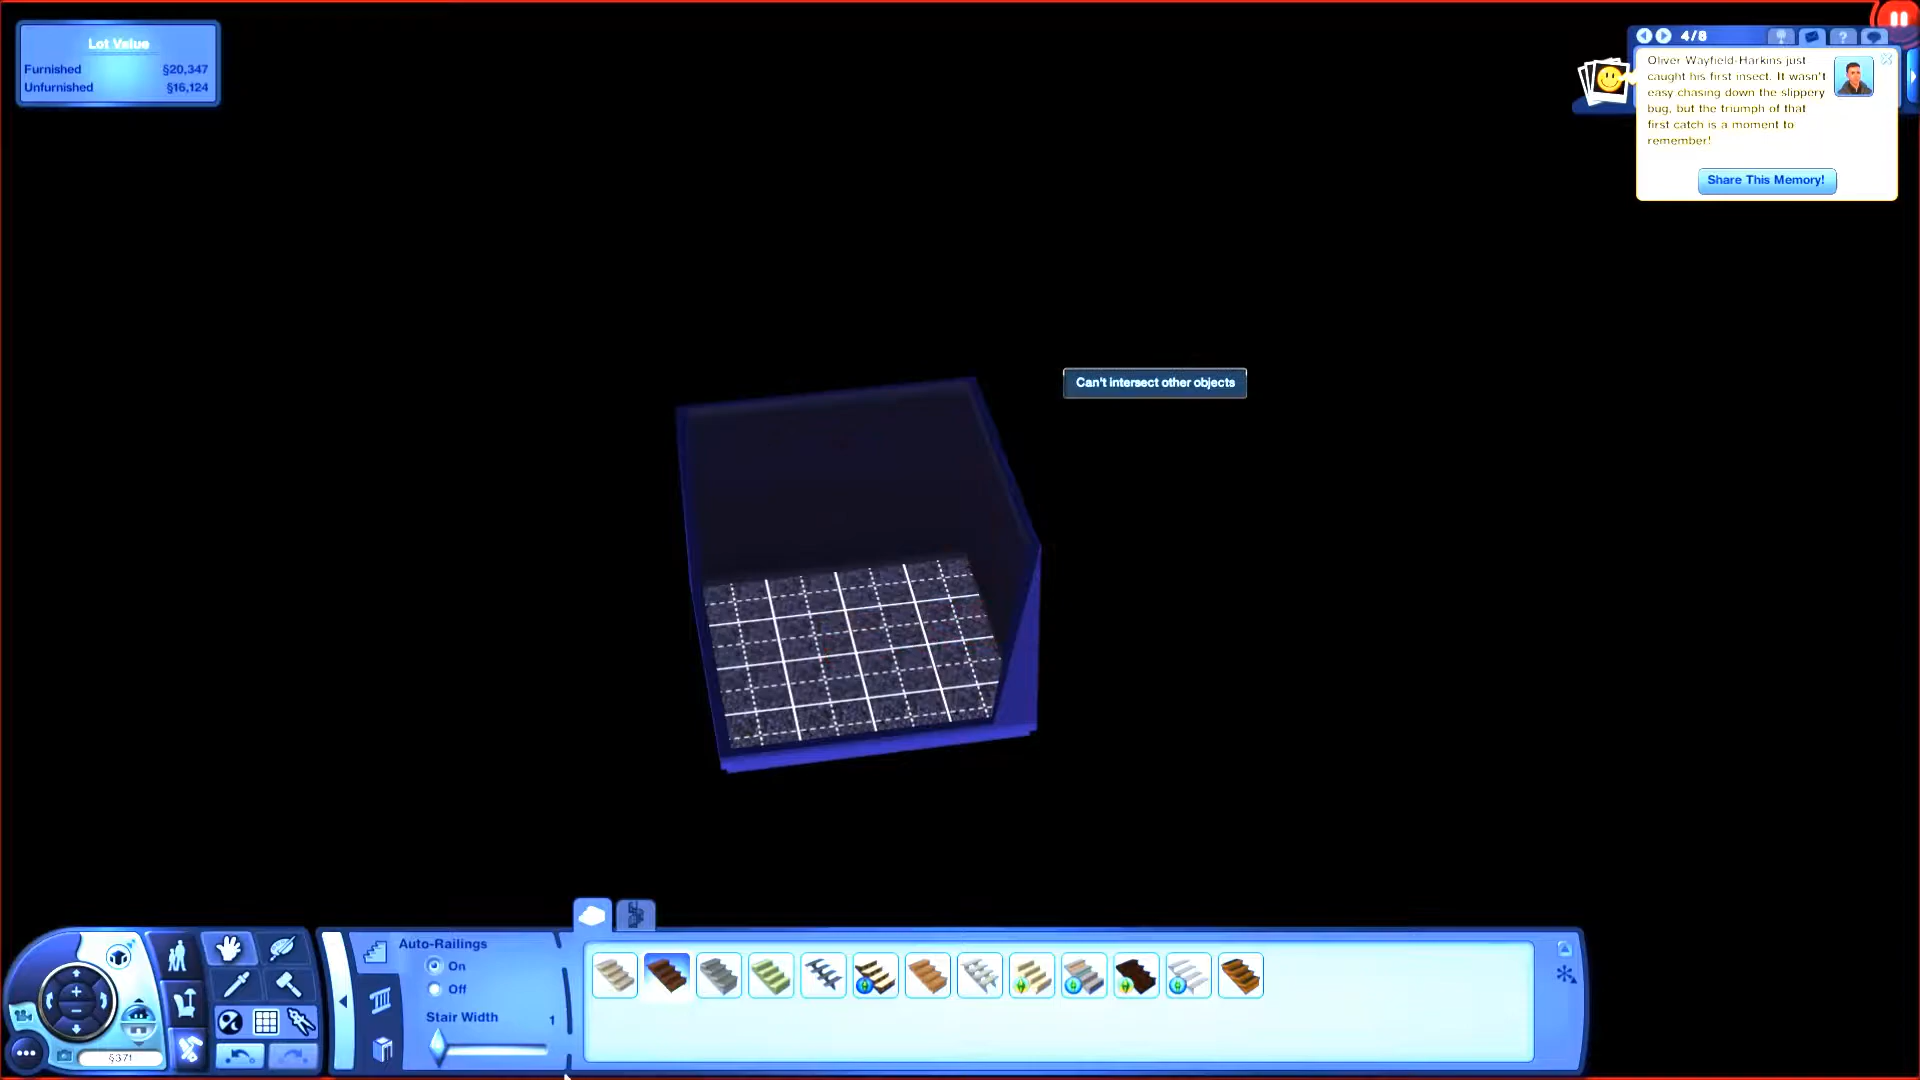 Lot Value
Furnished §20,347
Unfurnished §16,124
4/8
?
Oliver Wayfield-Harkins just
caught his first insect. It wasn't
easy chasing down the slippery
bug, but the triumph of that
first catch is a moment to
remember!
Share This Memory!
Can't intersect other objects
Auto-Railings
On
Off
Stair Width 1
§371